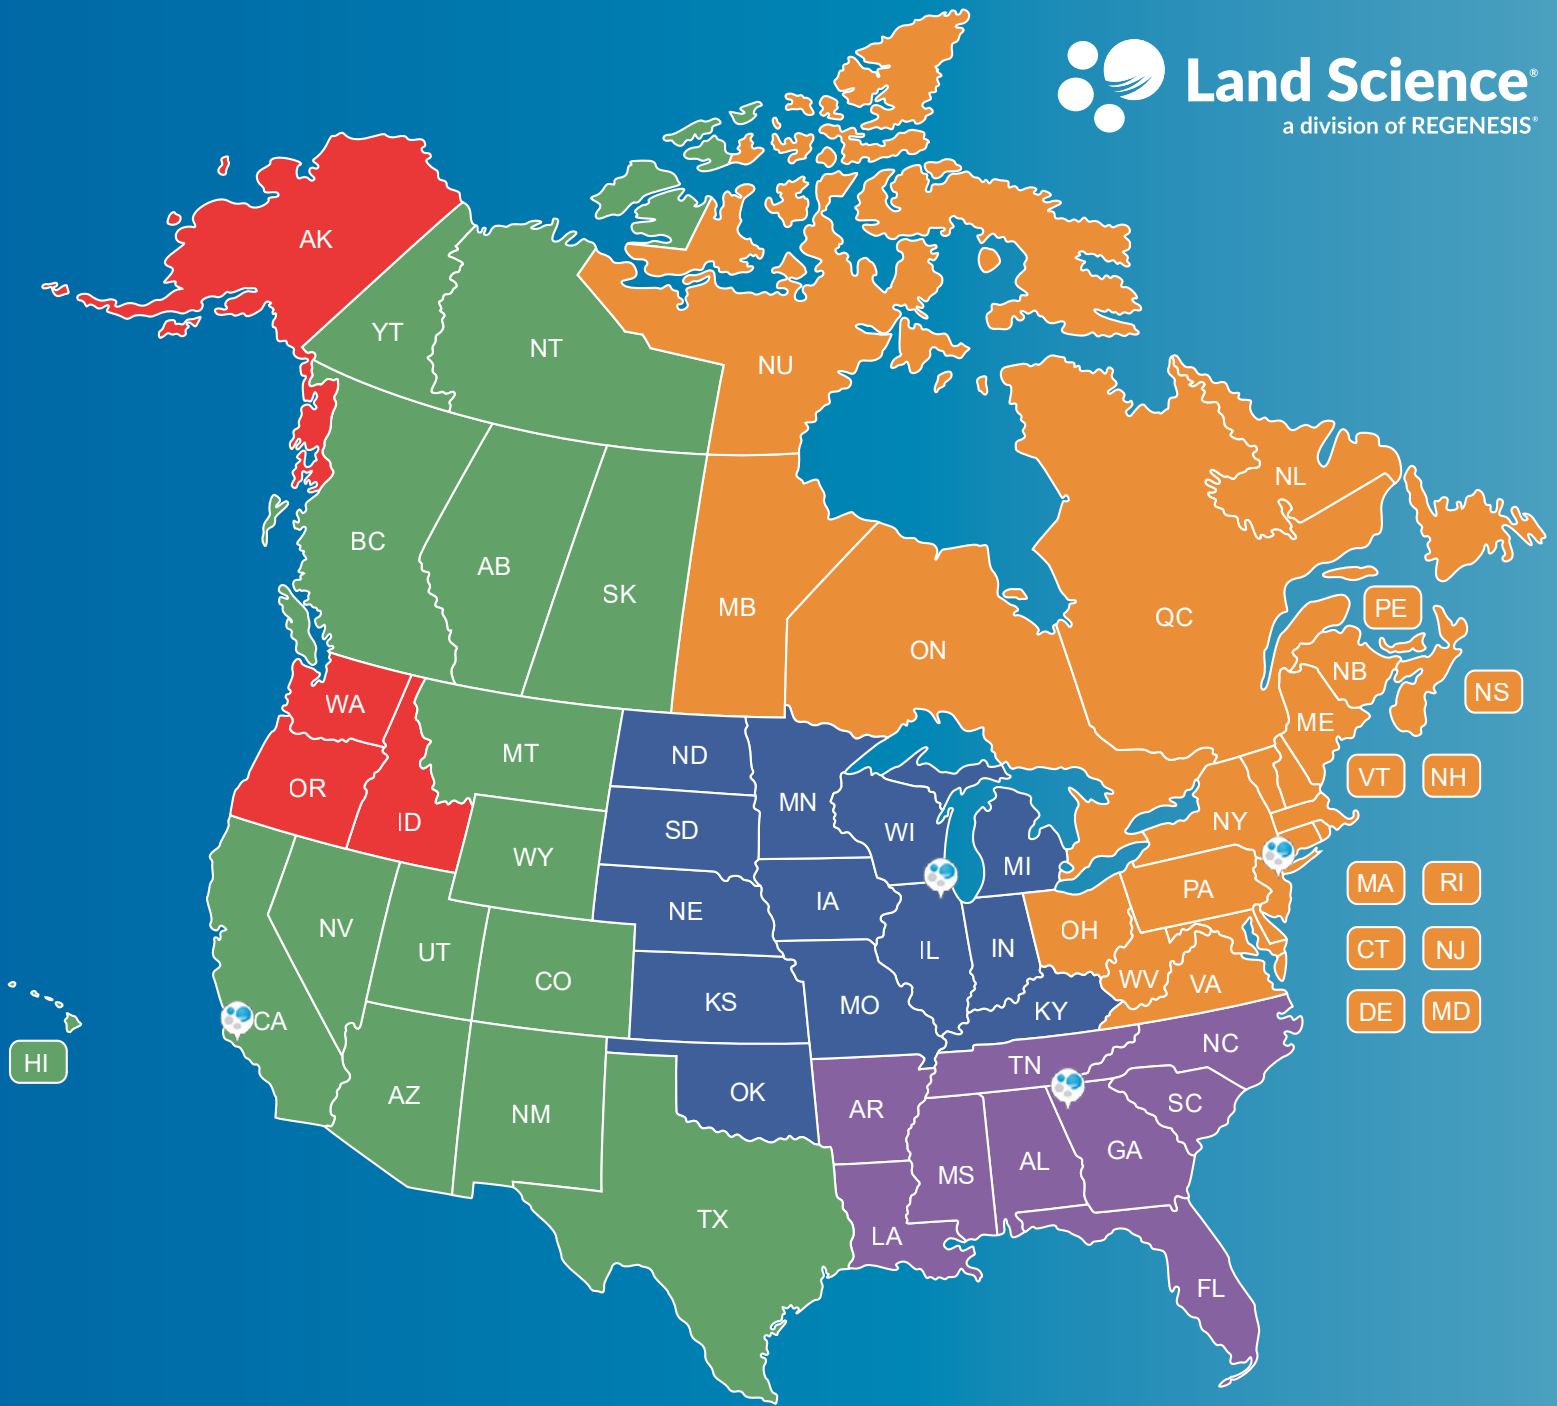 Land Science®
a division of REGENESIS®
AK
YT
NT
NU
NL
BC
AB
SK
MB
ON
QC
PE
NB
NS
WA
ME
MT
ND
OR
ID
MN
VT
NH
SD
WI
NY
WY
MI
PA
MA
RI
NE
IA
NV
UT
OH
CO
IL
IN
CT
NJ
WV
VA
KS
MO
KY
DE
MD
CA
HI
NC
TN
AZ
NM
OK
AR
SC
GA
AL
MS
TX
LA
FL